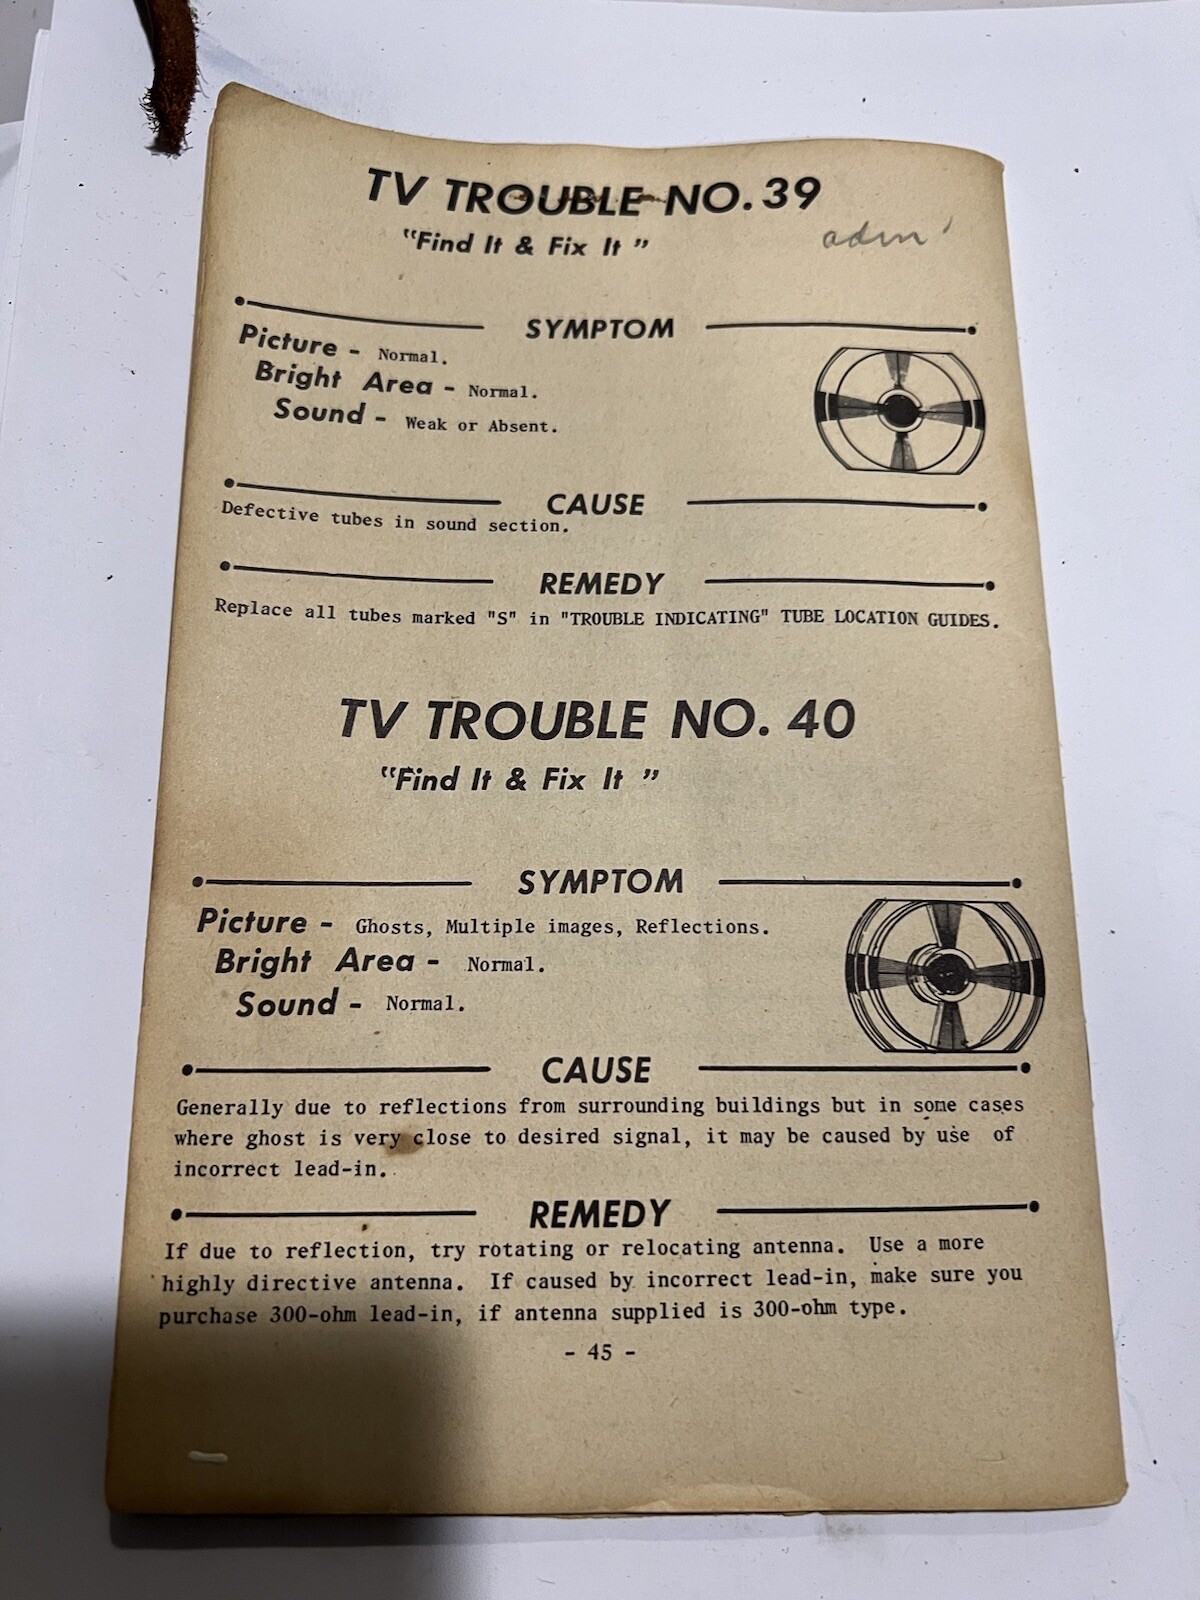 TV TROUBLE NO. 39
"Find It & Fix It"
SYMPTOM
Picture - Normal.
Bright Area - Normal.
Sound - Weak or Absent.
CAUSE
Defective tubes in sound section.
REMEDY
Replace all tubes marked "S" in "TROUBLE INDICATING" TUBE LOCATION GUIDES.
TV TROUBLE NO. 40
"Find It & Fix It"
SYMPTOM
Picture - Ghosts, Multiple images, Reflections.
Bright Area - Normal.
Sound - Normal.
CAUSE
Generally due to reflections from surrounding buildings but in some cases
where ghost is very close to desired signal, it may be caused by use of
incorrect lead-in.
REMEDY
If due to reflection, try rotating or relocating antenna. Use a more
highly directive antenna. If caused by incorrect lead-in, make sure you
purchase 300-ohm lead-in, if antenna supplied is 300-ohm type.
- 45 -